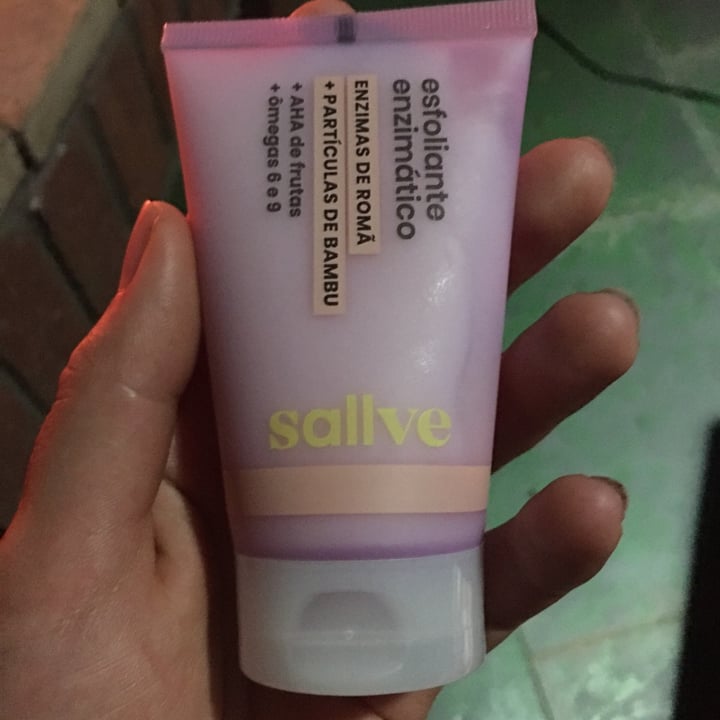 esfoliante
enzimático
ENZIMAS DE ROMÃ
+ PARTÍCULAS DE BAMBU
+ AHA de frutas
+ ômegas 6 e 9
sallve